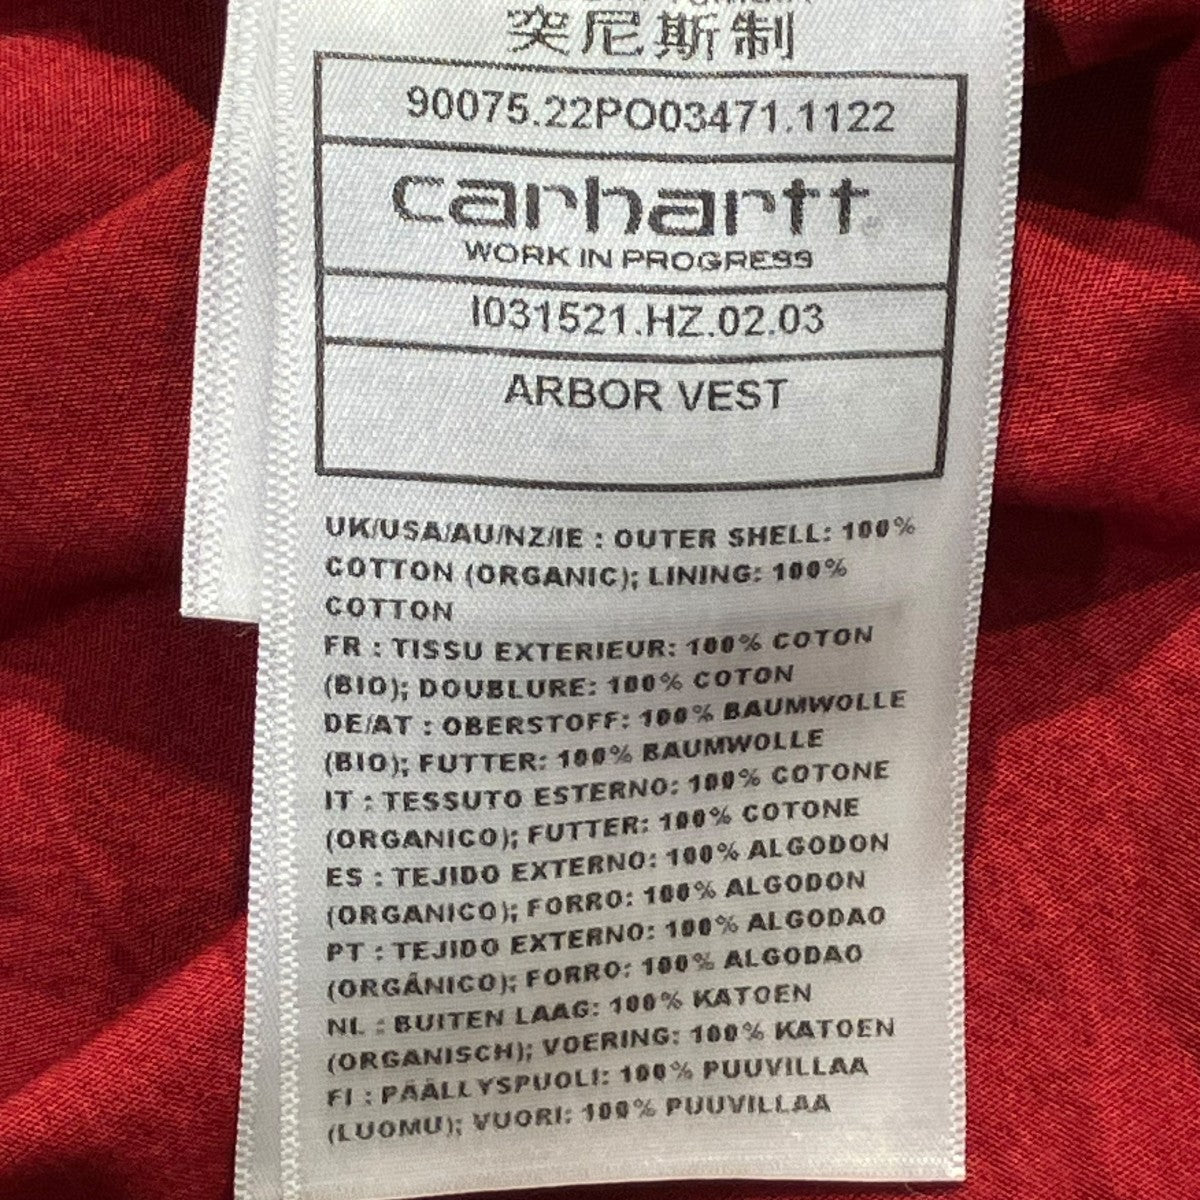 突尼斯制
90075.22PO03471.1122
carhartt
WORK IN PROGRESS
I031521.HZ.02.03
ARBOR VEST
UK/USA/AU/NZ/IE : OUTER SHELL: 100%
COTTON (ORGANIC); LINING: 100%
COTTON
FR : TISSU EXTERIEUR: 100% COTON
(BIO); DOUBLURE: 100% COTON
DE/AT : OBERSTOFF: 100% BAUMWOLLE
(BIO); FUTTER: 100% BAUMWOLLE
IT : TESSUTO ESTERNO: 100% COTONE
(ORGANICO); FUTTER: 100% COTONE
ES : TEJIDO EXTERNO: 100% ALGODON
(ORGANICO); FORRO: 100% ALGODON
PT : TEJIDO EXTERNO: 100% ALGODAO
(ORGÂNICO); FORRO: 100% ALGODAO
NL : BUITEN LAAG: 100% KATOEN
(ORGANISCH); VOERING: 100% KATOEN
FI : PÄÄLLYSPUOLI: 100% PUUVILLAA
(LUOMU); VUORI: 100% PUUVILLAA